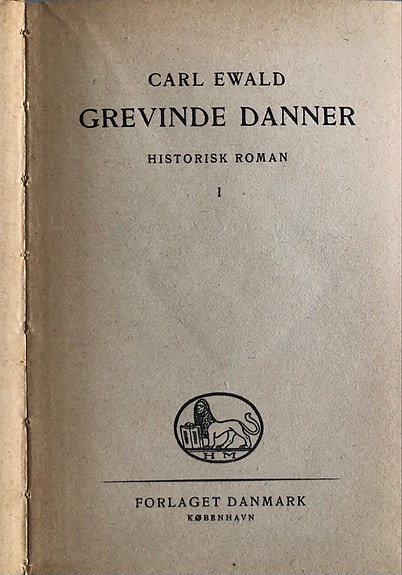 CARL EWALD
GREVINDE DANNER
HISTORISK ROMAN
I
H M
FORLAGET DANMARK
KØBENHAVN